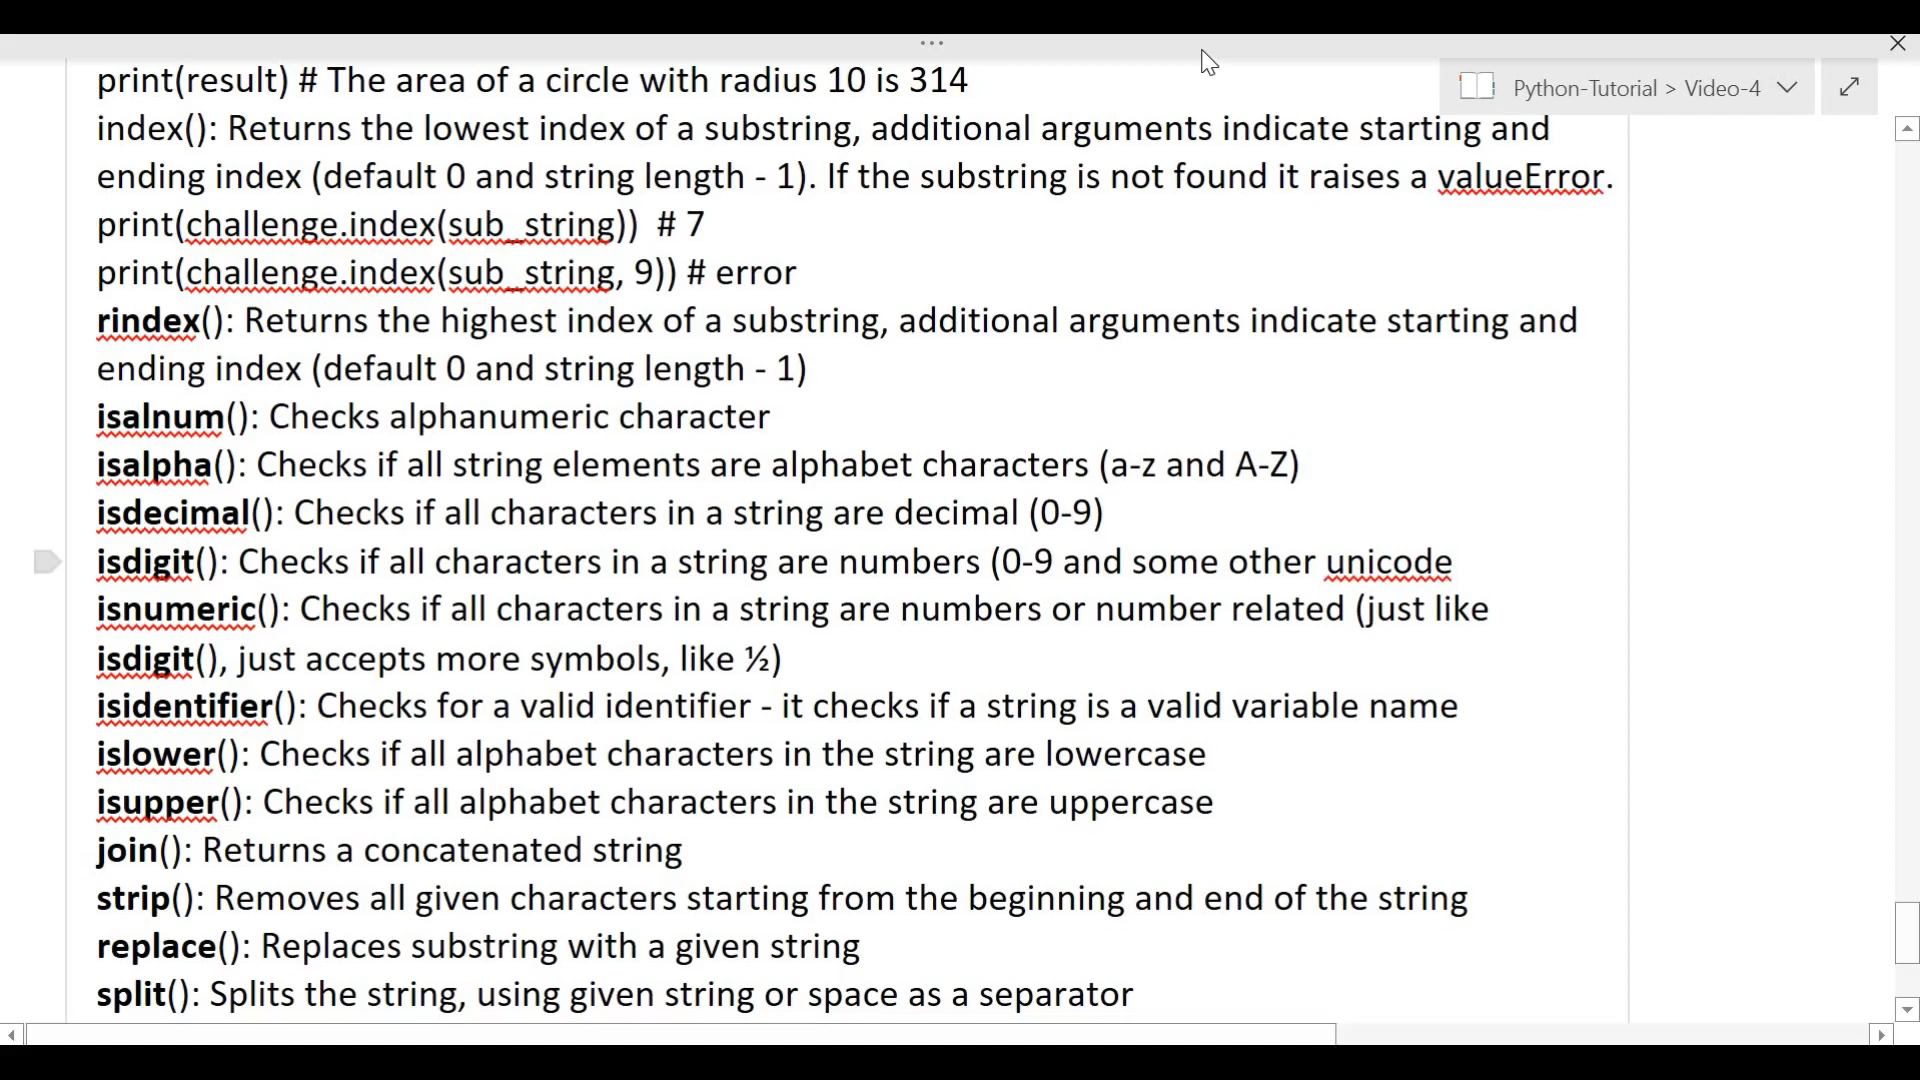 ...
print(result) # The area of a circle with radius 10 is 314
Python-Tutorial > Video-4
index(): Returns the lowest index of a substring, additional arguments indicate starting and
ending index (default 0 and string length - 1). If the substring is not found it raises a valueError.
print(challenge.index(sub_string))  # 7
print(challenge.index(sub_string, 9)) # error
rindex(): Returns the highest index of a substring, additional arguments indicate starting and
ending index (default 0 and string length - 1)
isalnum(): Checks alphanumeric character
isalpha(): Checks if all string elements are alphabet characters (a-z and A-Z)
isdecimal(): Checks if all characters in a string are decimal (0-9)
isdigit(): Checks if all characters in a string are numbers (0-9 and some other unicode
isnumeric(): Checks if all characters in a string are numbers or number related (just like
isdigit(), just accepts more symbols, like ½)
isidentifier(): Checks for a valid identifier - it checks if a string is a valid variable name
islower(): Checks if all alphabet characters in the string are lowercase
isupper(): Checks if all alphabet characters in the string are uppercase
join(): Returns a concatenated string
strip(): Removes all given characters starting from the beginning and end of the string
replace(): Replaces substring with a given string
split(): Splits the string, using given string or space as a separator